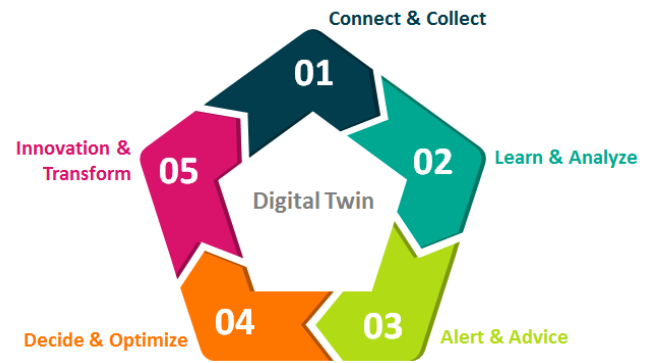 Connect & Collect
01
02
Learn & Analyze
Innovation &
Transform
05
Digital Twin
03
Alert & Advice
04
Decide & Optimize